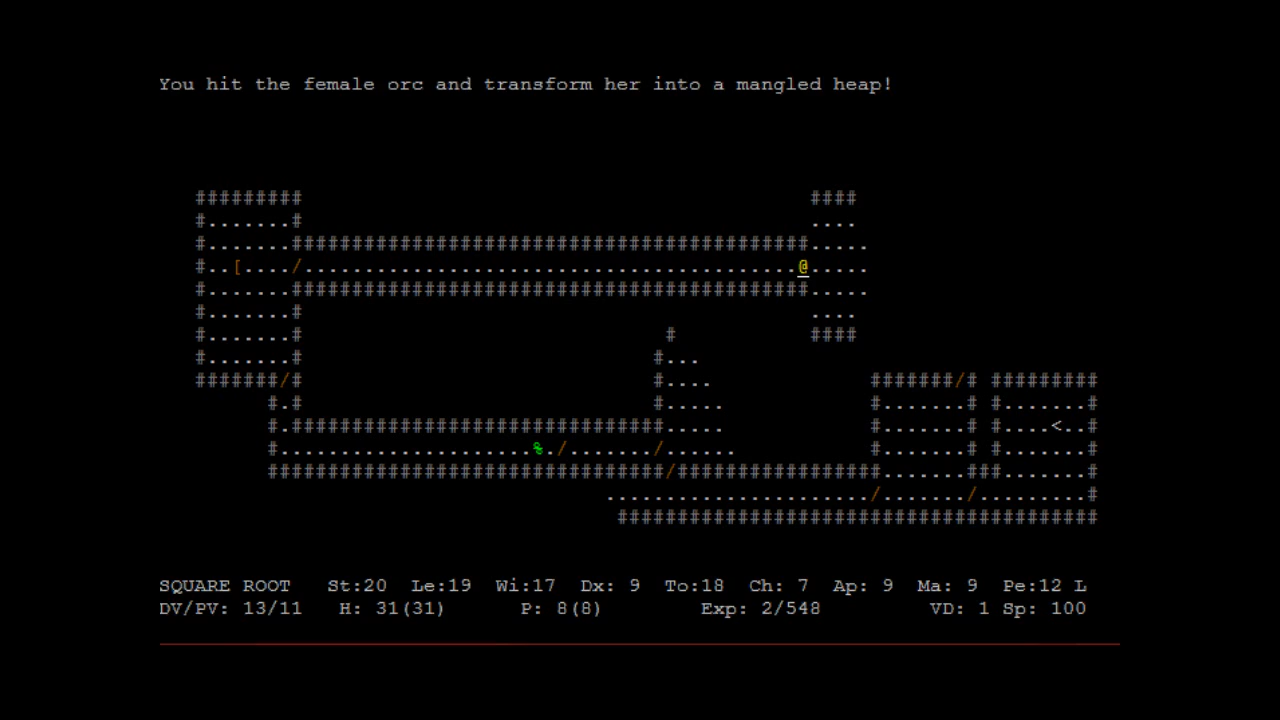 You hit the female orc and transform her into a mangled heap!
SQUARE ROOT St:20 Le:19 Wi:17 Dx: 9 To:18 Ch: 7 Ap: 9 Ma: 9 Pe:12 L
DV/PV: 13/11 H: 31(31) P: 8(8) Exp: 2/548 VD: 1 Sp: 100